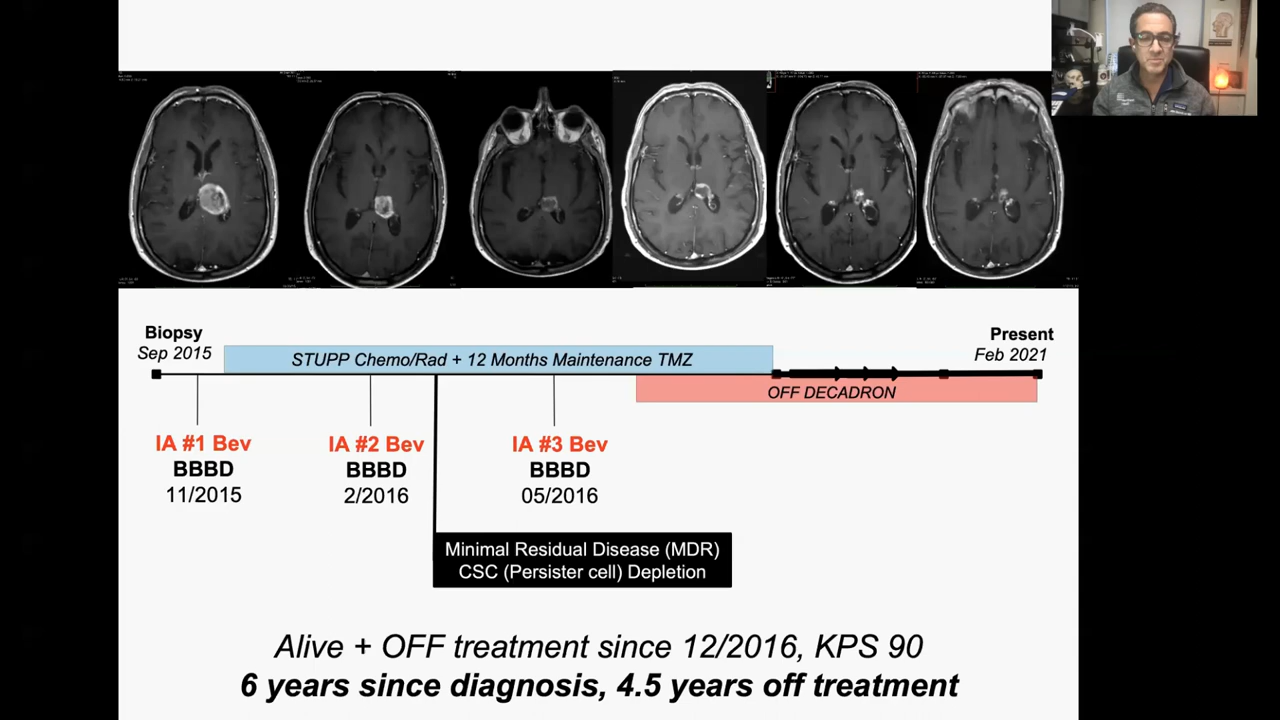 Biopsy
Sep 2015
STUPP Chemo/Rad + 12 Months Maintenance TMZ
Present
Feb 2021
OFF DECADRON
IA #1 Bev
BBBD
11/2015
IA #2 Bev
BBBD
2/2016
IA #3 Bev
BBBD
05/2016
Minimal Residual Disease (MDR)
CSC (Persister cell) Depletion
Alive + OFF treatment since 12/2016, KPS 90
6 years since diagnosis, 4.5 years off treatment